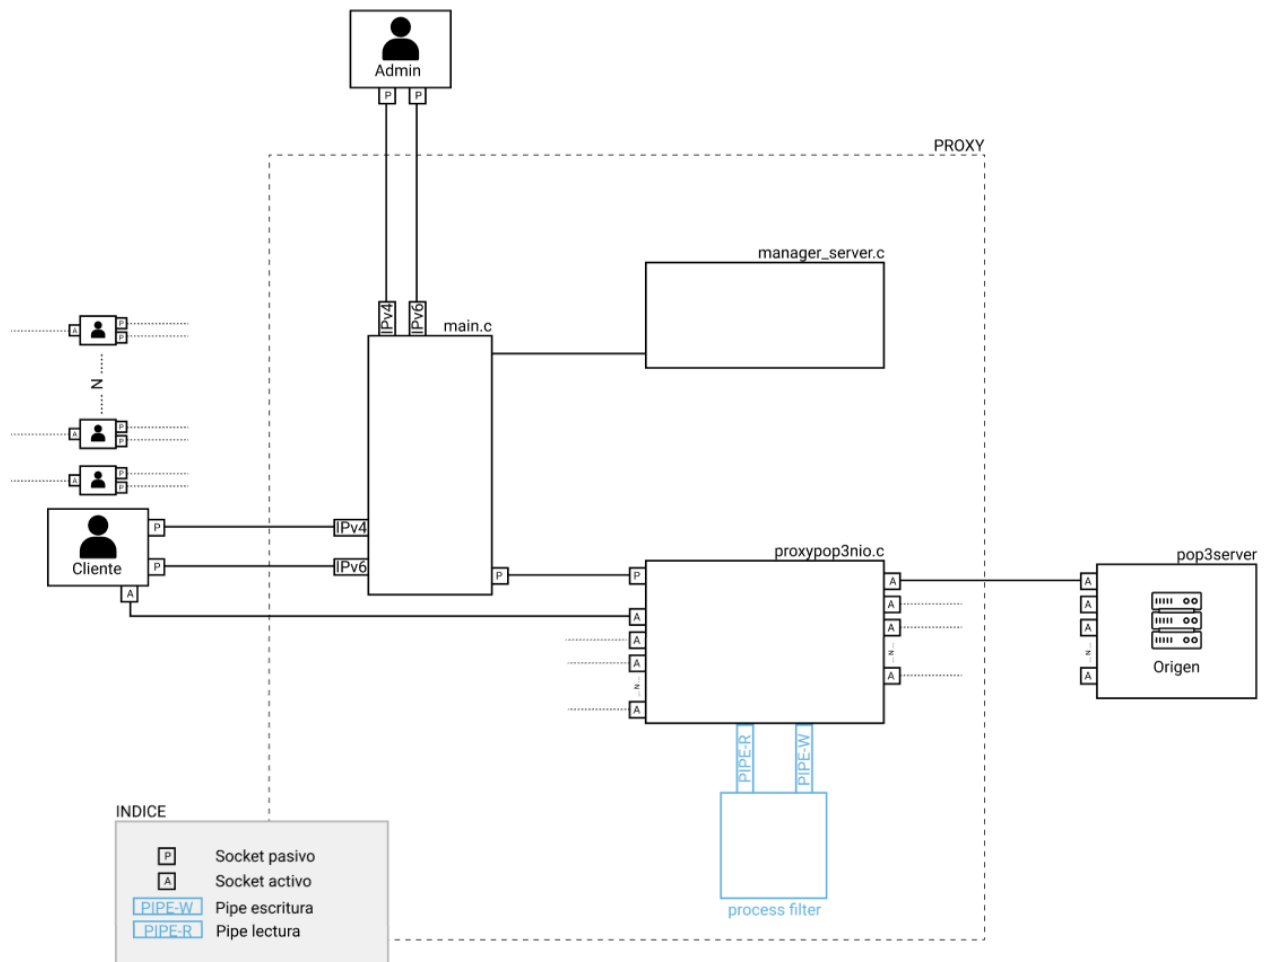 Admin
P
P
PROXY
manager_server.c
IPv4
IPv6
main.c
A
P
P
N
A
P
P
A
P
P
Cliente
P
IPv4
P
IPv6
A
proxypop3nio.c
pop3server
P
P
A
A
A
A
A
A
A
A
A
A
...N...
...N...
...N...
A
A
A
Origen
PIPE-R
PIPE-W
process filter
INDICE
P Socket pasivo
A Socket activo
PIPE-W Pipe escritura
PIPE-R Pipe lectura